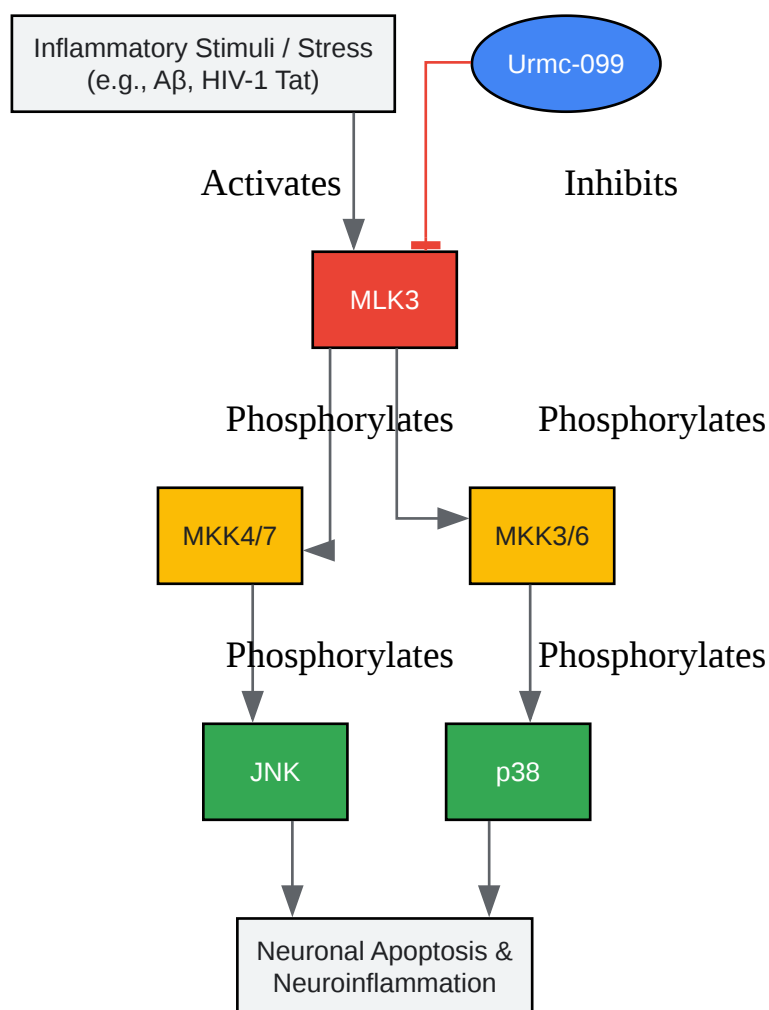 Inflammatory Stimuli / Stress
(e.g., Aβ, HIV-1 Tat)
Urmc-099
Activates
Inhibits
MLK3
Phosphorylates
Phosphorylates
MKK4/7
MKK3/6
Phosphorylates
Phosphorylates
JNK
p38
Neuronal Apoptosis &
Neuroinflammation